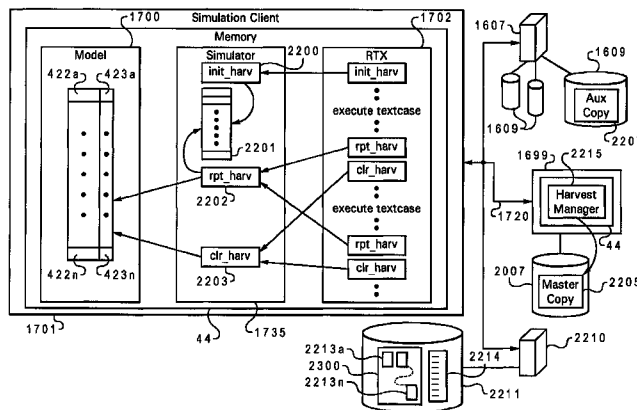 1700
Simulation Client
1702
Memory
Model
Simulator
2200
RTX
422a
423a
init_harv
init_harv
execute textcase
2201
rpt_harv
rpt_harv
2202
clr_harv
execute textcase
clr_harv
rpt_harv
422n
423n
2203
clr_harv
1701
44
1735
1607
1609
1609
Aux
Copy
220
1699
2215
Harvest
Manager
1720
44
2007
Master
Copy
2205
2213a
2214
2210
2300
2213n
2211